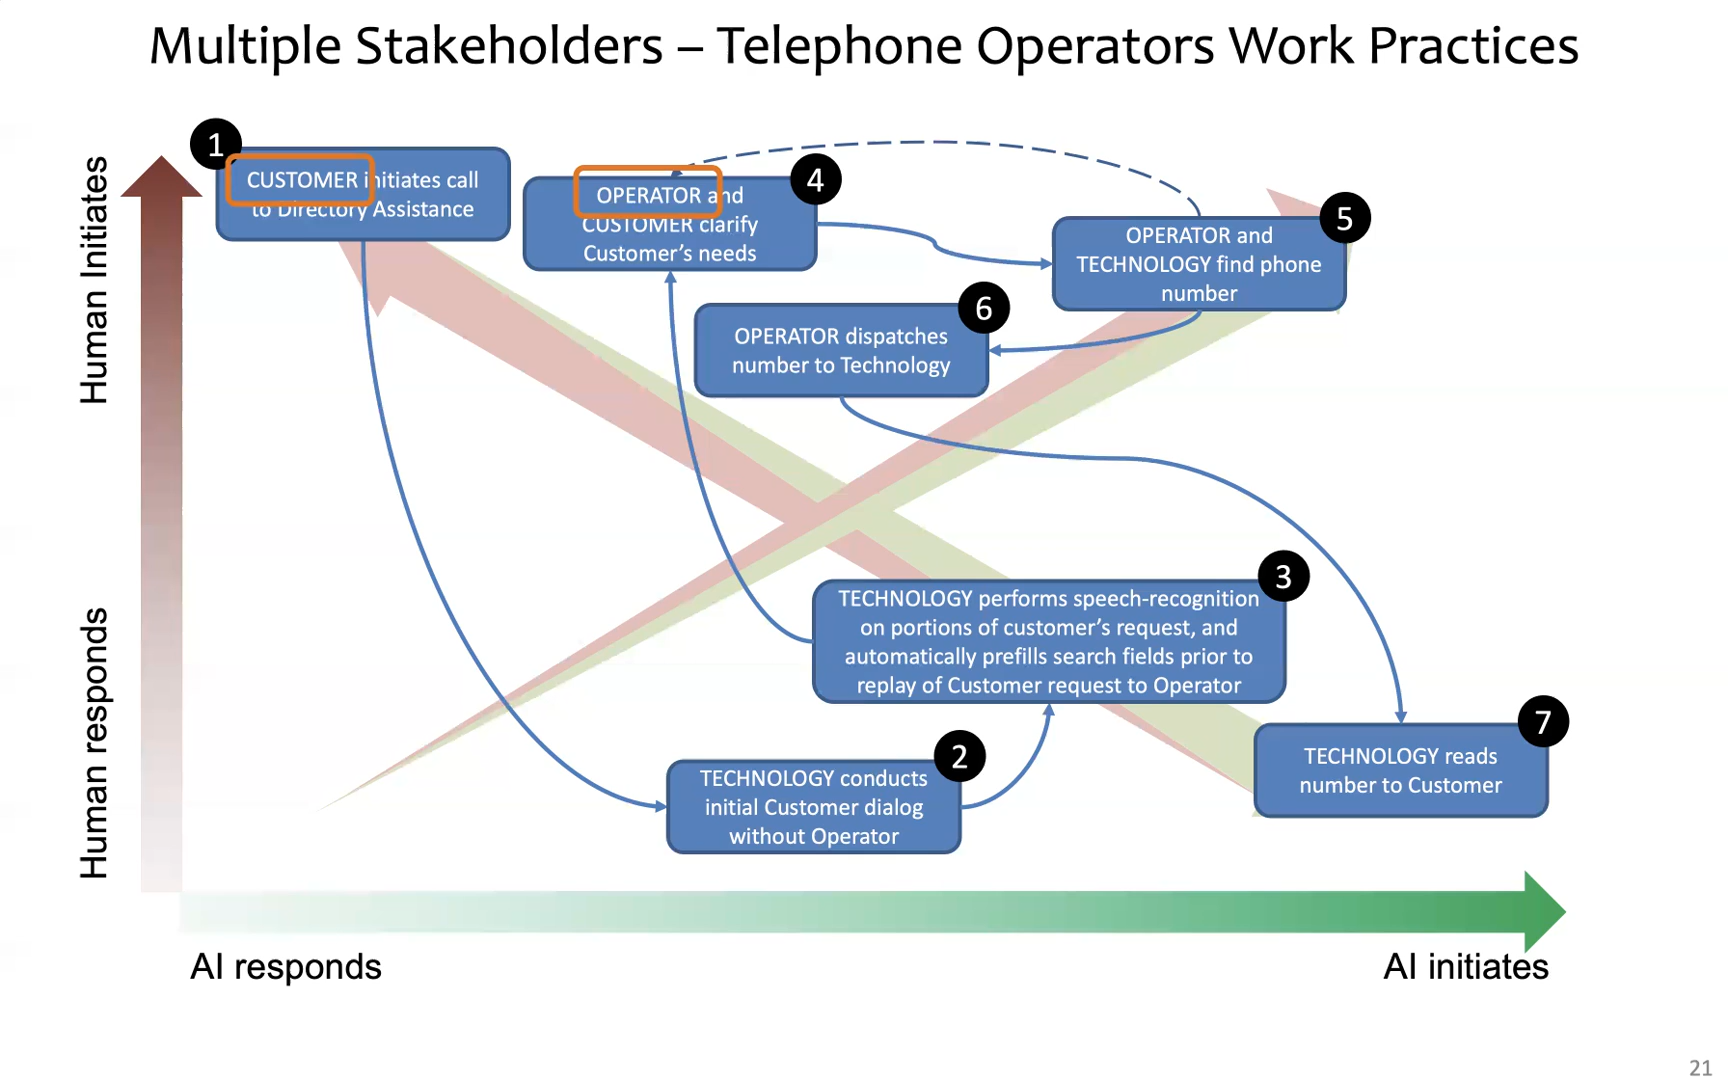 Multiple Stakeholders – Telephone Operators Work Practices
1
CUSTOMER initiates call
to Directory Assistance
OPERATOR and
CUSTOMER clarify
Customer's needs
4
OPERATOR and
TECHNOLOGY find phone
number
5
OPERATOR dispatches
number to Technology
6
TECHNOLOGY performs speech-recognition
on portions of customer's request, and
automatically prefills search fields prior to
replay of Customer request to Operator
3
TECHNOLOGY conducts
initial Customer dialog
without Operator
2
TECHNOLOGY reads
number to Customer
7
Human Initiates
Human responds
AI responds
AI initiates
21